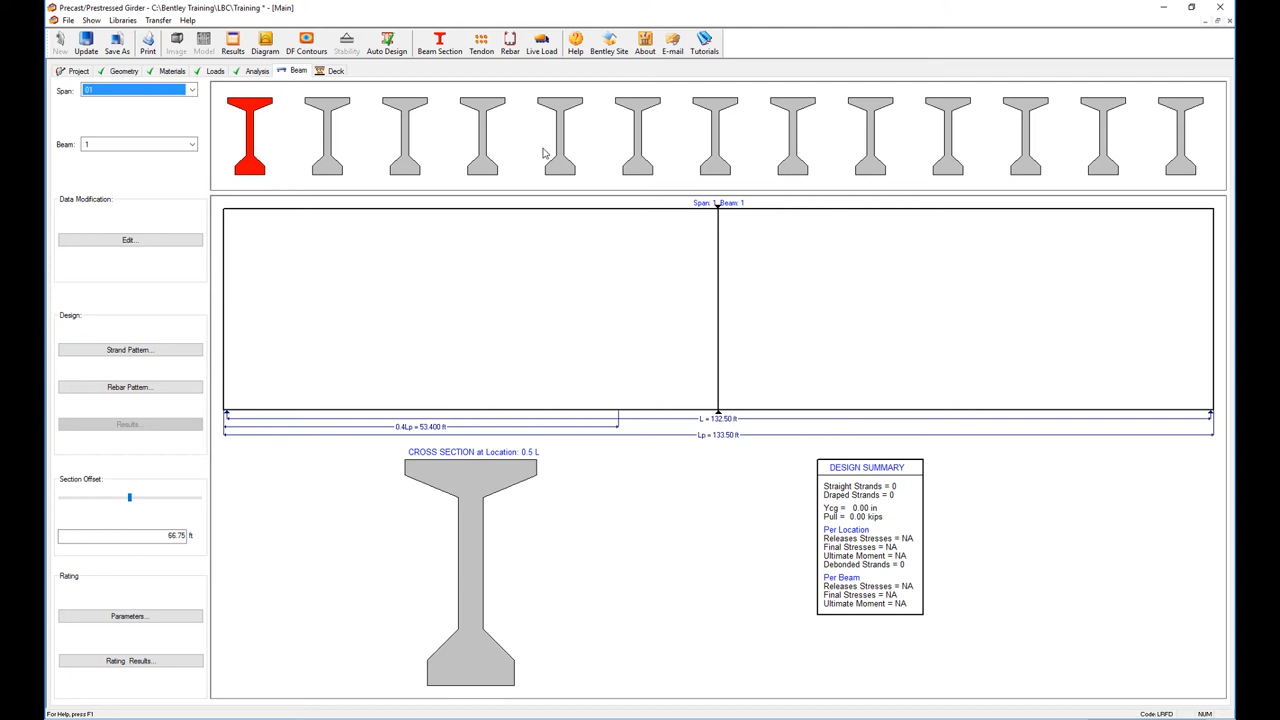 Precast/Prestressed Girder - C:\Bentley Training\LBC\Training * - [Main]
File Show Libraries Transfer Help
New Update Save As Print Image Model Results Diagram DF Contours Stability Auto Design Beam Section Tendon Rebar Live Load Help Bentley Site About E-mail Tutorials
Project Geometry Materials Loads Analysis Beam Deck
Span: 01
Beam: 1
Data Modification:
Edit...
Design:
Strand Pattern...
Rebar Pattern...
Results...
Section Offset:
66.75 ft
Rating
Parameters...
Rating Results...
Span: 1, Beam: 1
L = 132.50 ft
0.4Lp = 53.400 ft
Lp = 133.50 ft
CROSS SECTION at Location: 0.5 L
DESIGN SUMMARY
Straight Strands = 0
Draped Strands = 0
Ycg = 0.00 in
Pull = 0.00 kips
Per Location
Releases Stresses = NA
Final Stresses = NA
Ultimate Moment = NA
Debonded Strands = 0
Per Beam
Releases Stresses = NA
Final Stresses = NA
Ultimate Moment = NA
For Help, press F1
Code: LRFD
NUM